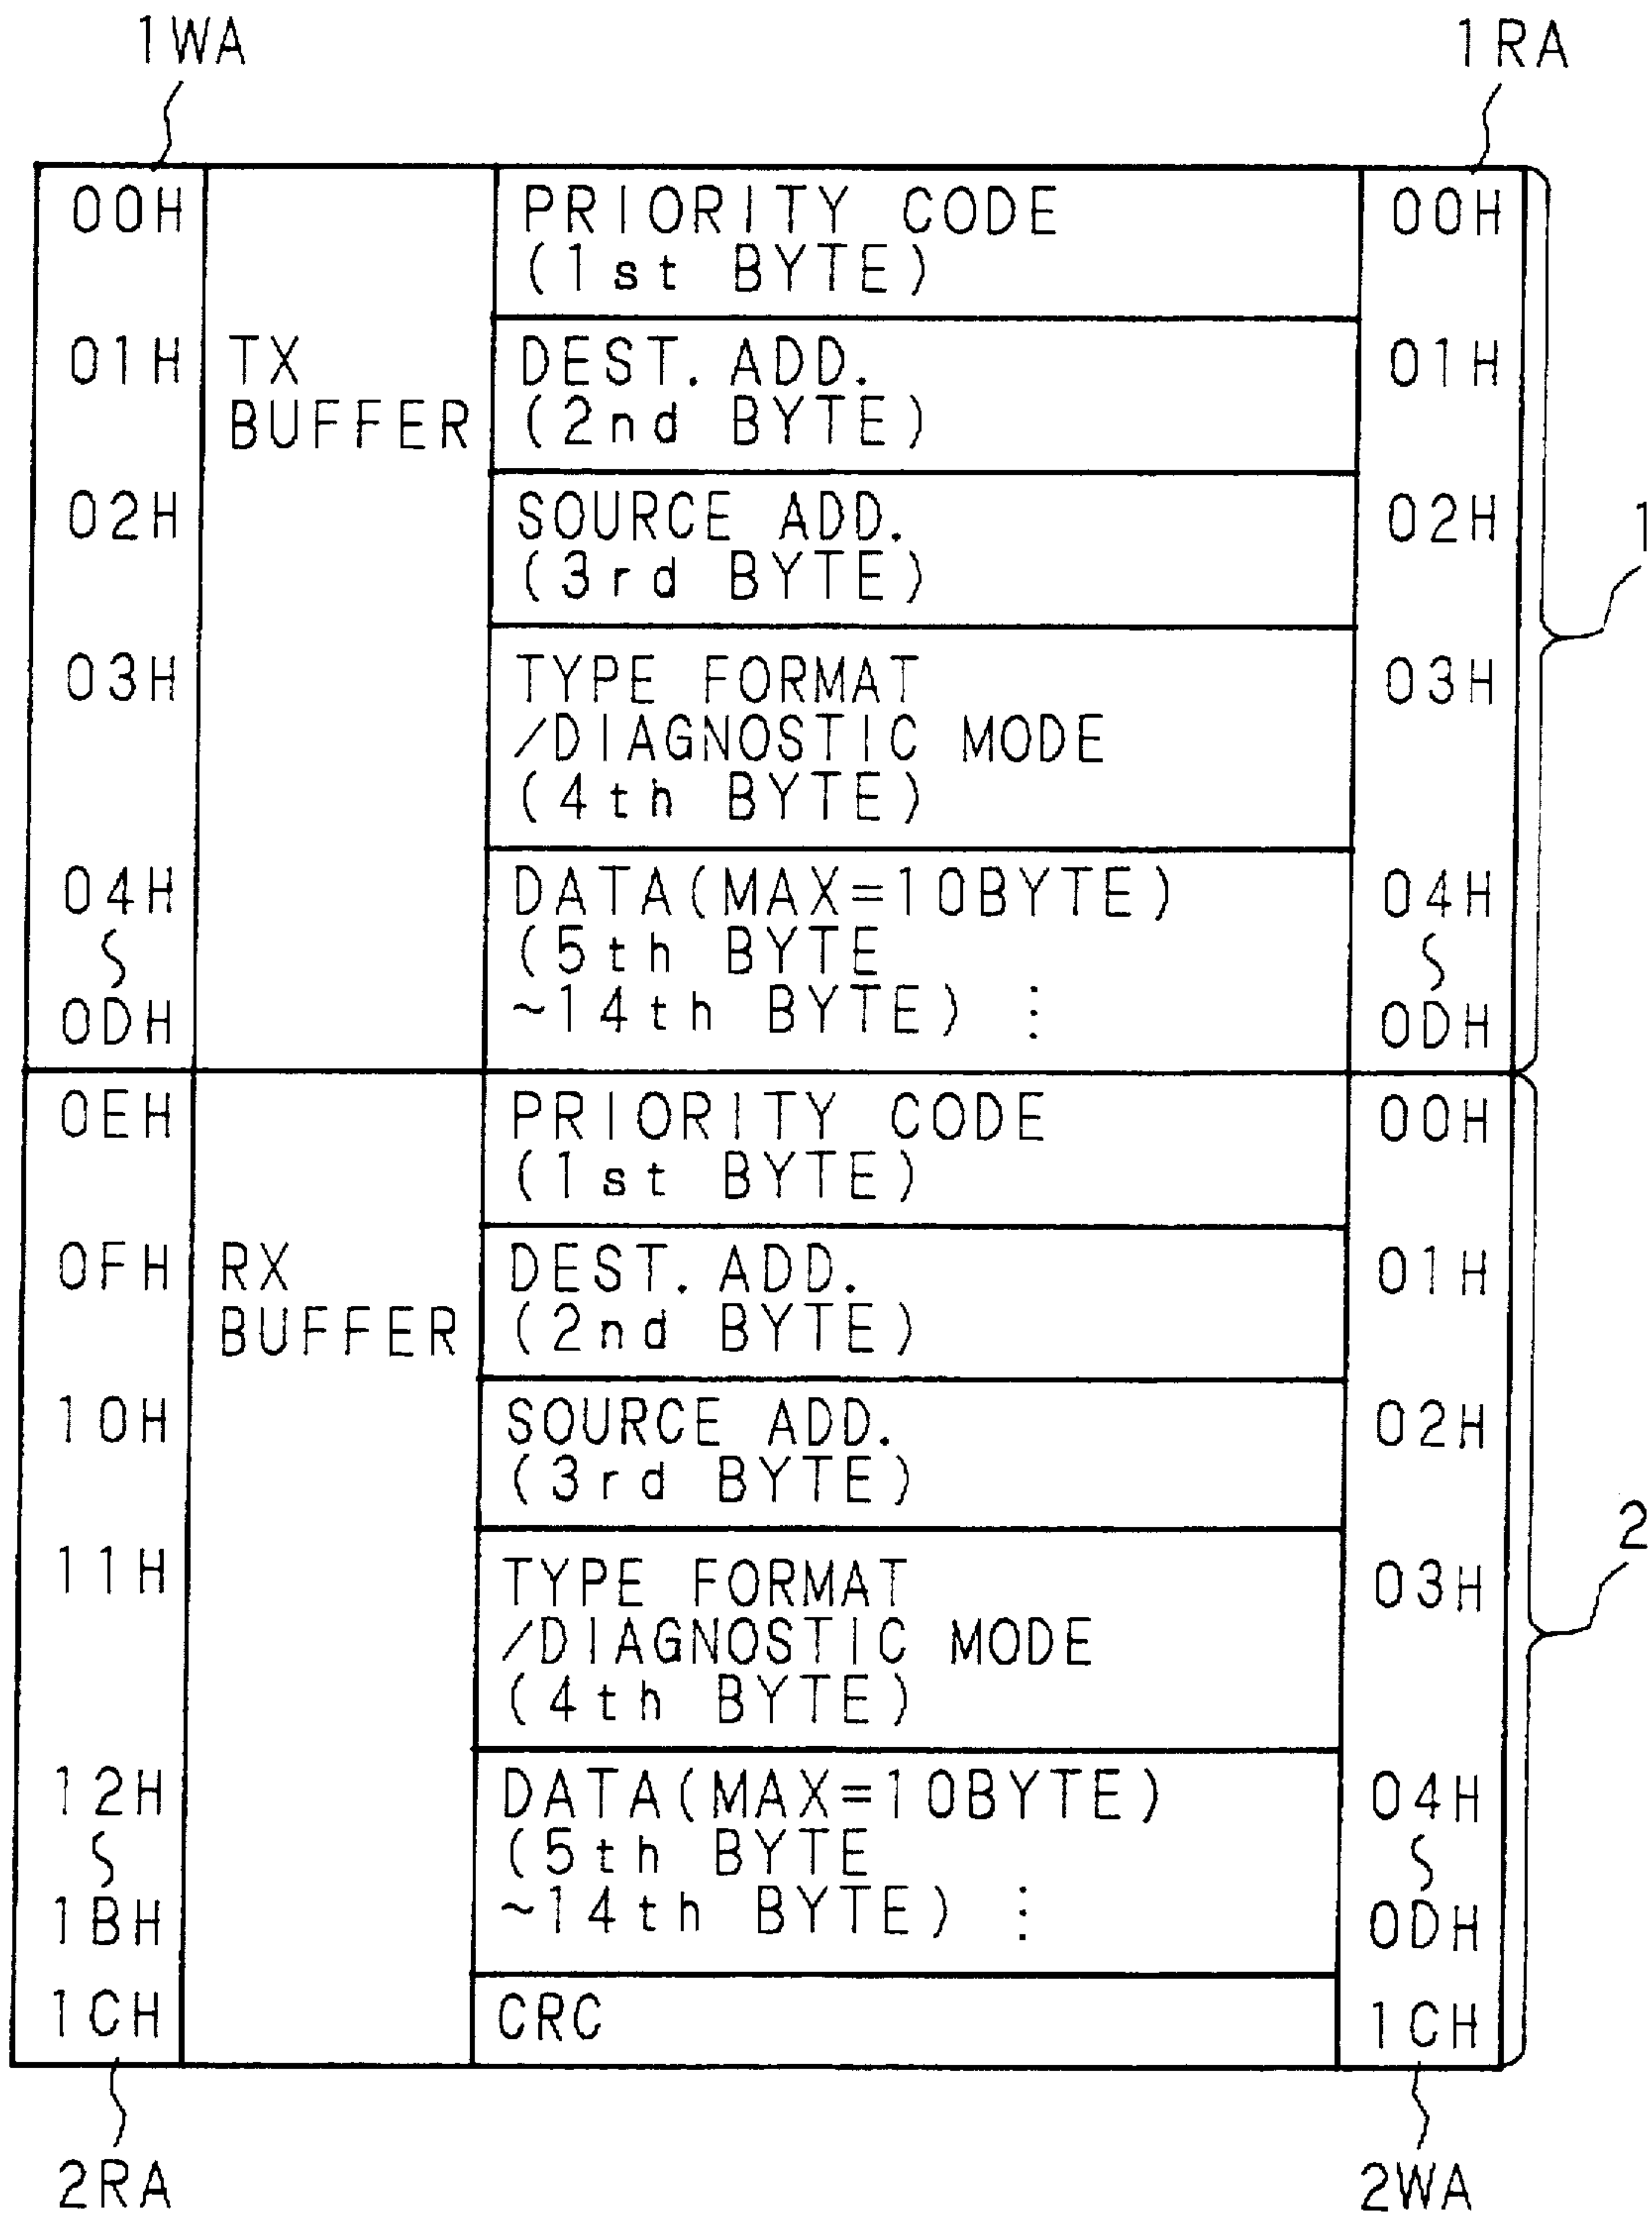 1WA 1RA
00H PRIORITY CODE 00H
(1st BYTE)
01H TX DEST. ADD. 01H
BUFFER (2nd BYTE)
02H SOURCE ADD. 02H
(3rd BYTE)
1
03H TYPE FORMAT 03H
/DIAGNOSTIC MODE
(4th BYTE)
04H DATA(MAX=10BYTE) 04H
∫ (5th BYTE ∫
0DH ~14th BYTE) ⋮ 0DH
0EH PRIORITY CODE 00H
(1st BYTE)
0FH RX DEST. ADD. 01H
BUFFER (2nd BYTE)
10H SOURCE ADD. 02H
(3rd BYTE)
2
11H TYPE FORMAT 03H
/DIAGNOSTIC MODE
(4th BYTE)
12H DATA(MAX=10BYTE) 04H
∫ (5th BYTE ∫
1BH ~14th BYTE) ⋮ 0DH
1CH CRC 1CH
2RA 2WA